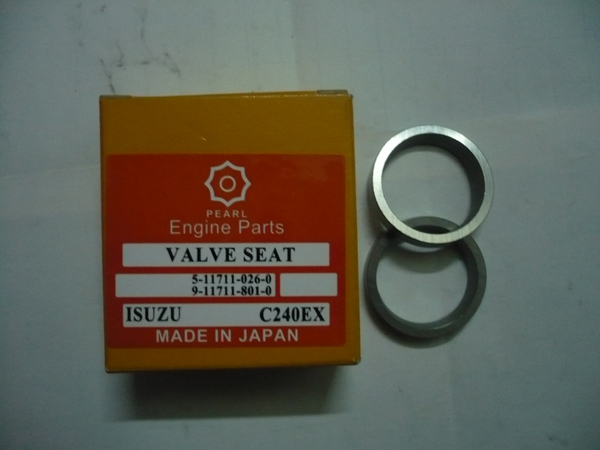 PEARL
Engine Parts
VALVE SEAT
5-11711-026-0
9-11711-801-0
ISUZU C240EX
MADE IN JAPAN